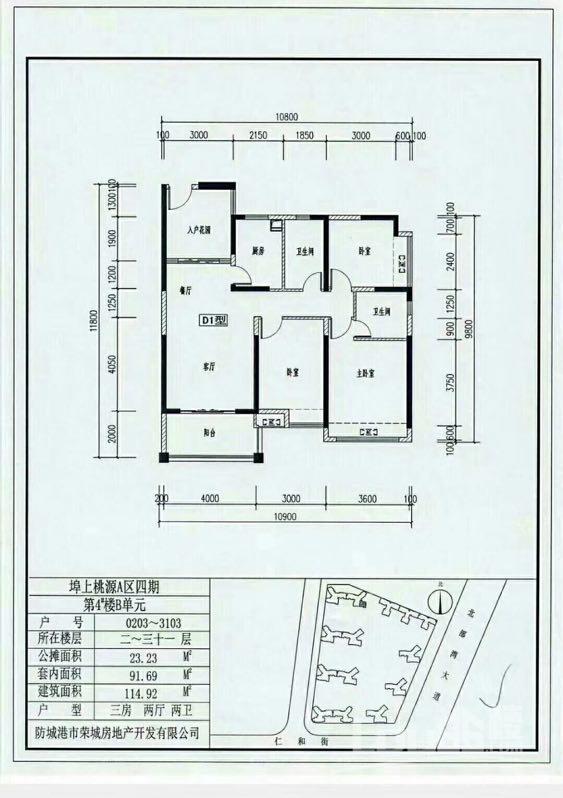 10800
100 3000 2150 1850 3000 600 100
1300 100
1900
1200
1250
4050
2000
11800
100
700
2400
1250
900
3750
600
100
9800
入户花园
厨房
卫生间
卧室
餐厅
D1型
卫生间
客厅
卧室
主卧室
阳台
200 4000 3000 3600 100
10900
埠上桃源A区四期
第4#楼B单元
户 号 0203～3103
所在楼层 二～三十一 层
公摊面积 23.23 M²
套内面积 91.69 M²
建筑面积 114.92 M²
户 型 三房 两厅 两卫
防城港市荣城房地产开发有限公司
北
北部湾大道
仁和街